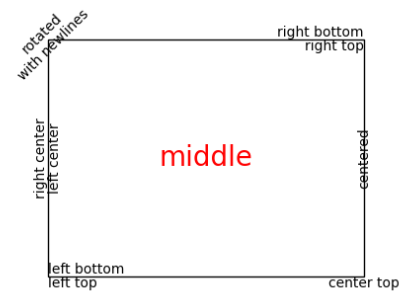 rotated
with newlines
right bottom
right top
right center
left center
middle
centered
left bottom
left top
center top